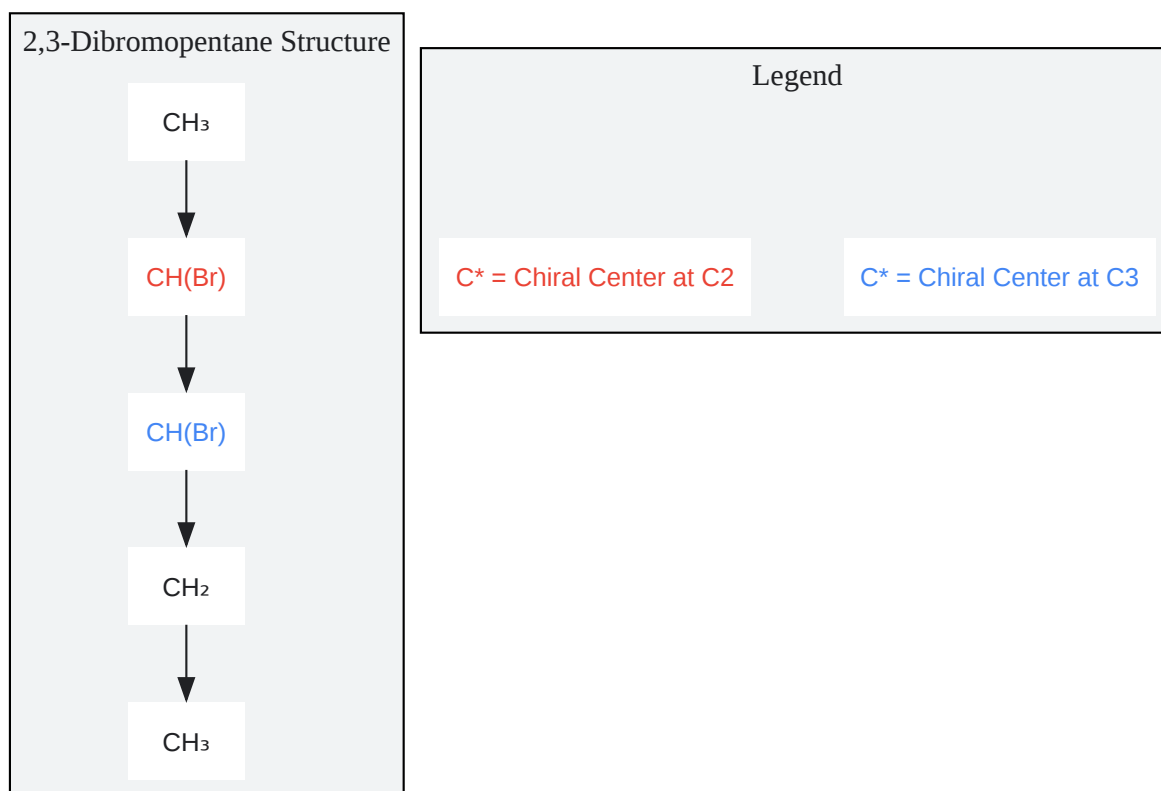 2,3-Dibromopentane Structure
CH₃
CH(Br)
CH(Br)
CH₂
CH₃
Legend
C* = Chiral Center at C2
C* = Chiral Center at C3